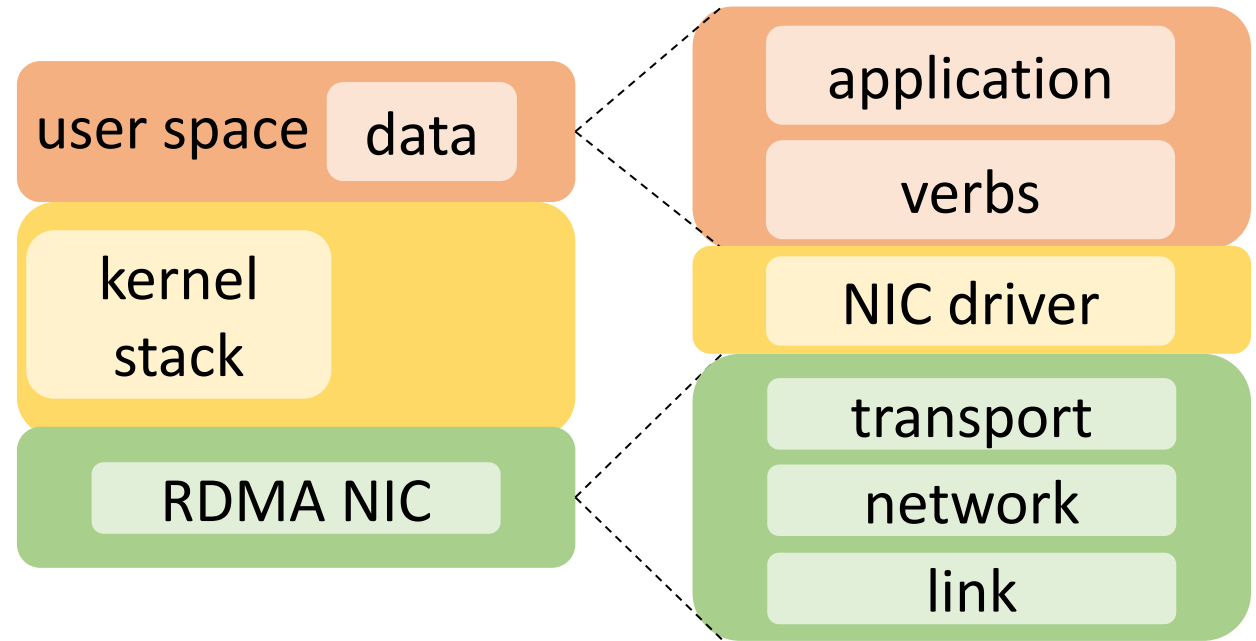 user space
data
kernel
stack
RDMA NIC
application
verbs
NIC driver
transport
network
link